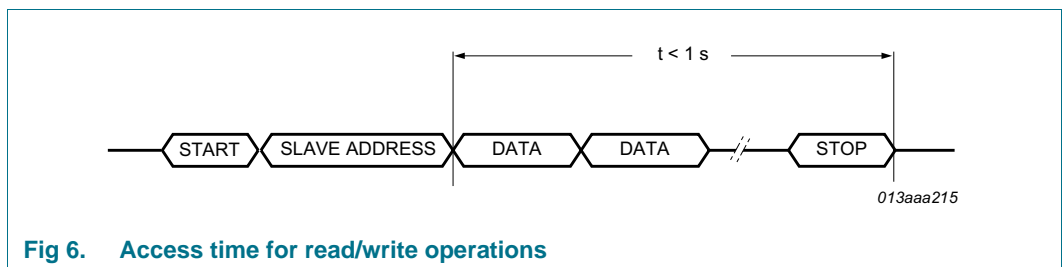 t < 1 s
START SLAVE ADDRESS DATA DATA STOP
013aaa215
Fig 6. Access time for read/write operations